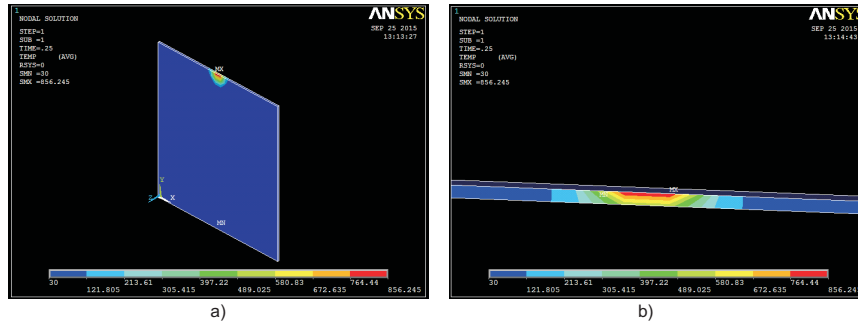 1
NODAL SOLUTION
STEP=1
SUB =1
TIME=.25
TEMP (AVG)
RSYS=0
SMN =30
SMX =856.245
ANSYS
SEP 25 2015
13:13:27
MX
Y
Z X
MN
30 213.61 397.22 580.83 764.44
121.805 305.415 489.025 672.635 856.245
a)
1
NODAL SOLUTION
STEP=1
SUB =1
TIME=.25
TEMP (AVG)
RSYS=0
SMN =30
SMX =856.245
ANSYS
SEP 25 2015
13:14:43
MX
30 213.61 397.22 580.83 764.44
121.805 305.415 489.025 672.635 856.245
b)